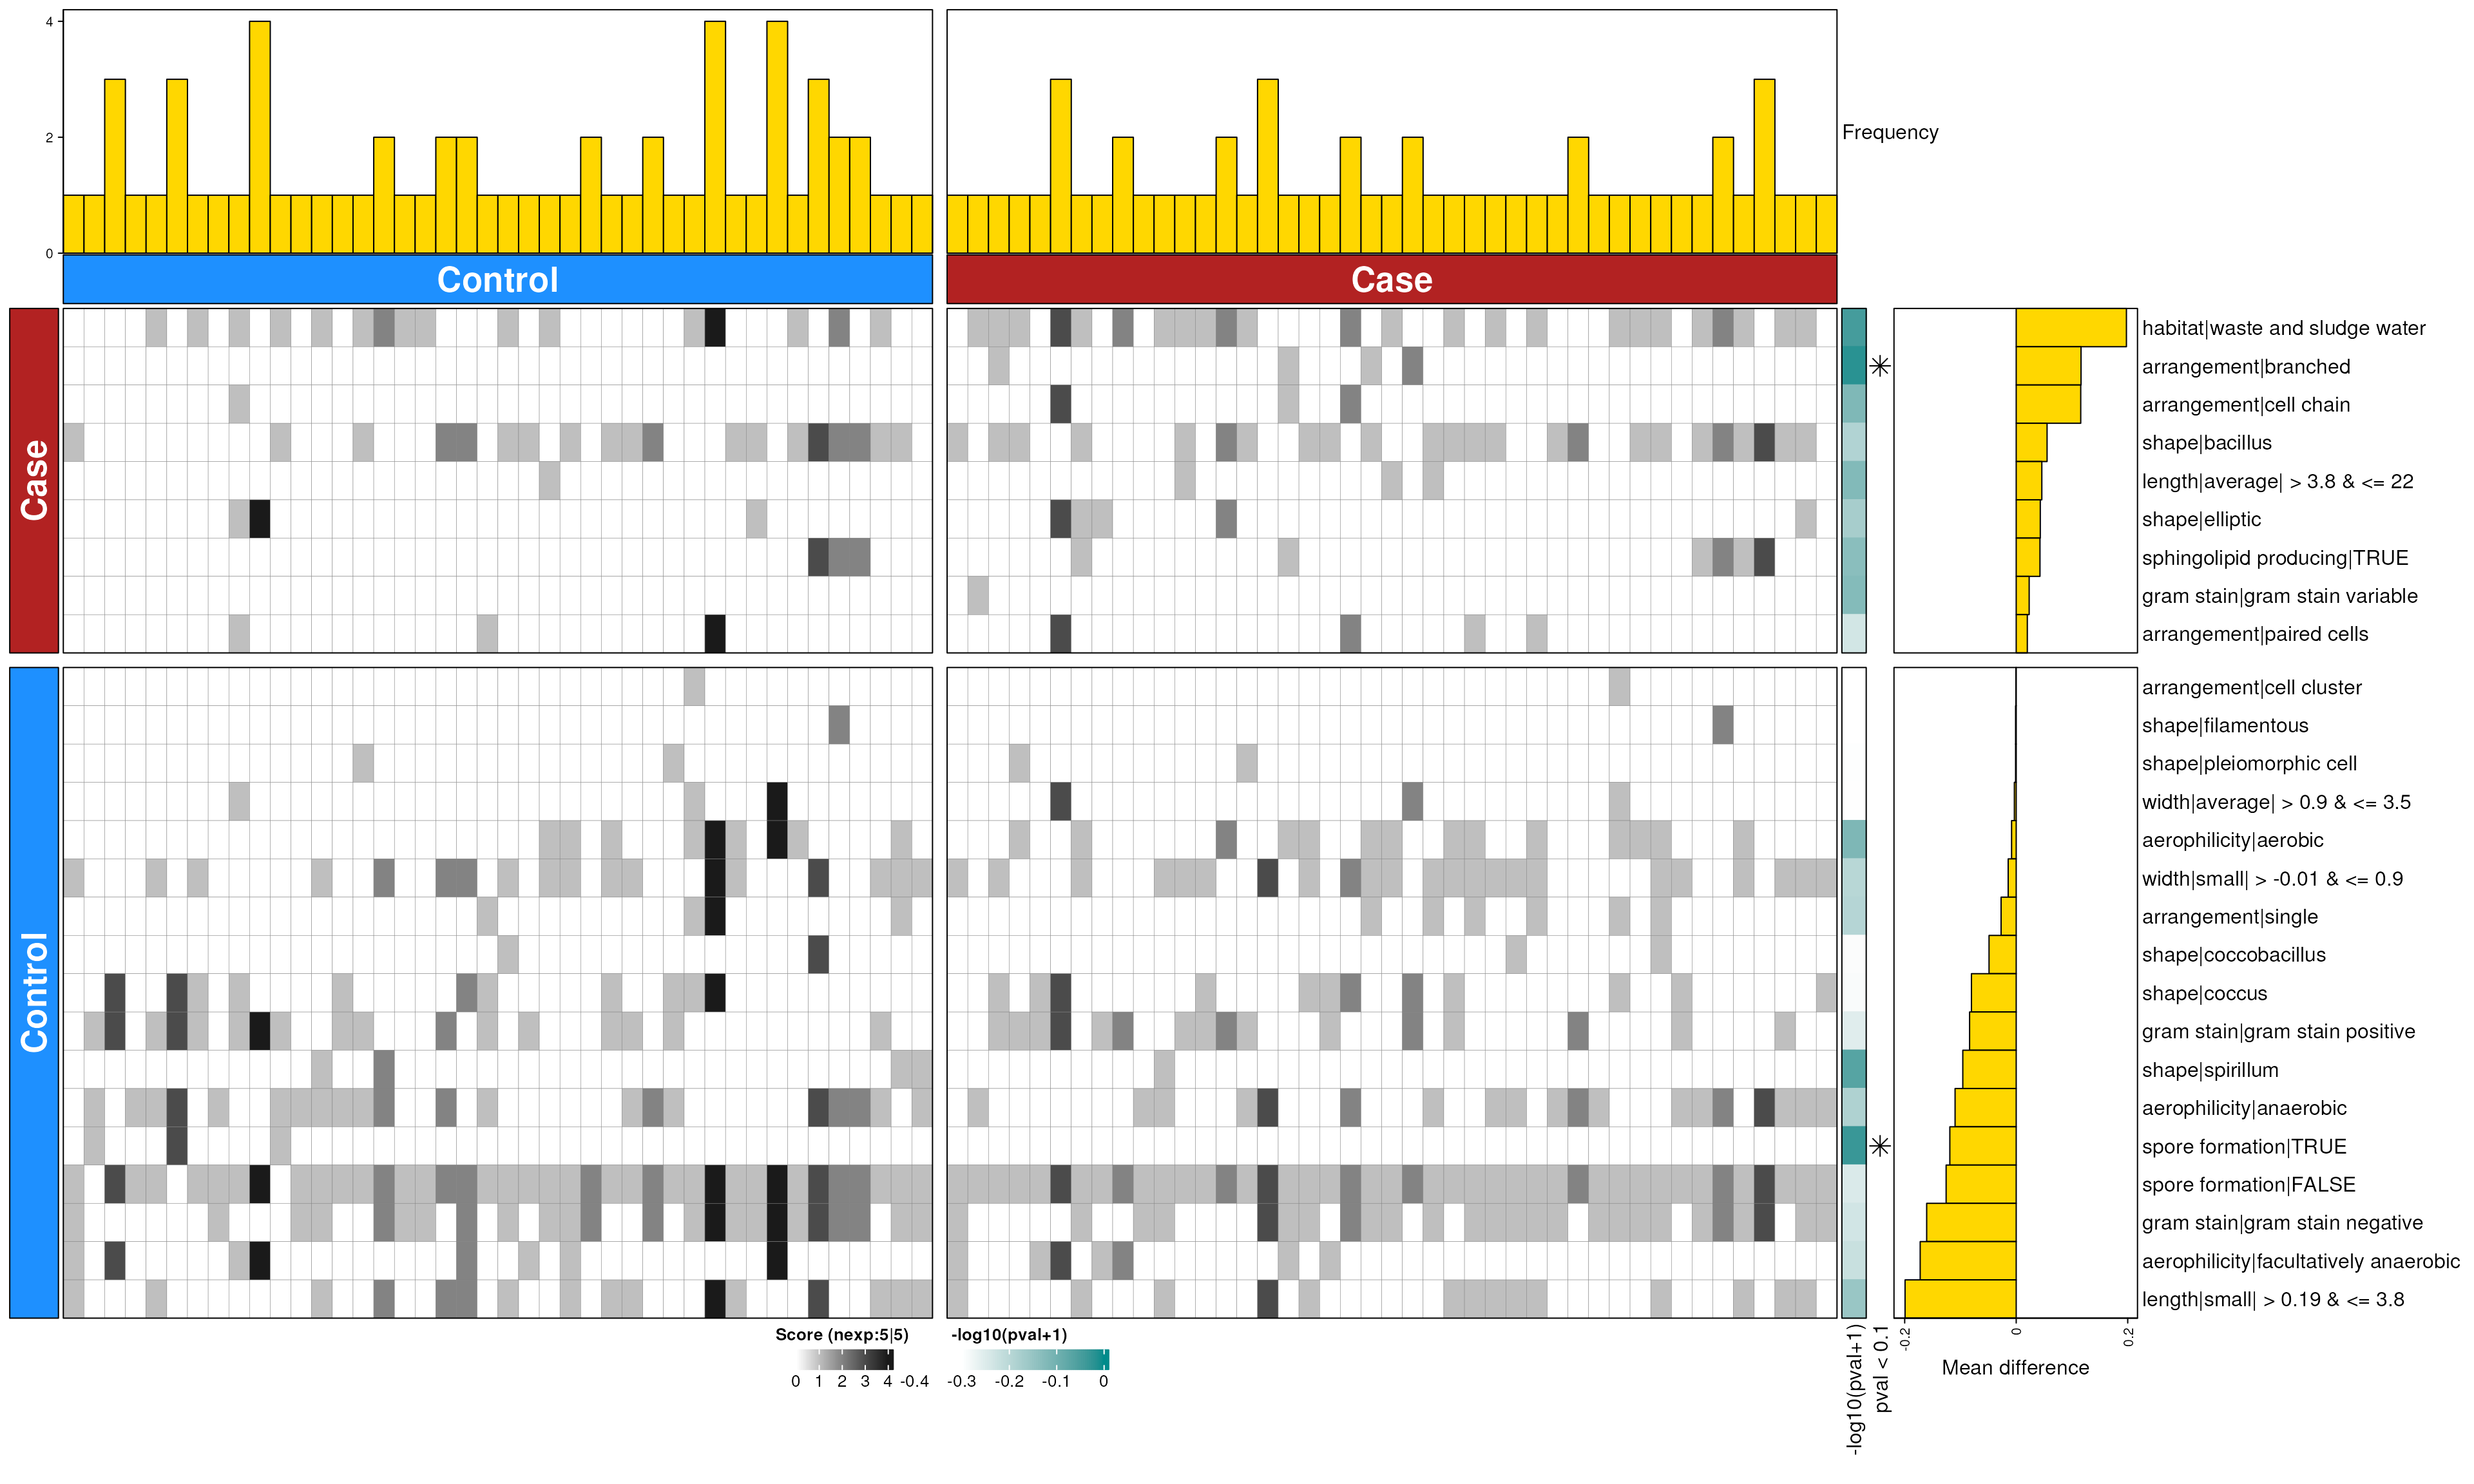 4
2
0
Frequency
Control
Case
Case
habitat|waste and sludge water
arrangement|branched
arrangement|cell chain
shape|bacillus
length|average| > 3.8 & <= 22
shape|elliptic
sphingolipid producing|TRUE
gram stain|gram stain variable
arrangement|paired cells
Control
arrangement|cell cluster
shape|filamentous
shape|pleiomorphic cell
width|average| > 0.9 & <= 3.5
aerophilicity|aerobic
width|small| > -0.01 & <= 0.9
arrangement|single
shape|coccobacillus
shape|coccus
gram stain|gram stain positive
shape|spirillum
aerophilicity|anaerobic
spore formation|TRUE
spore formation|FALSE
gram stain|gram stain negative
aerophilicity|facultatively anaerobic
length|small| > 0.19 & <= 3.8
Score (nexp:5|5)
0 1 2 3 4
-log10(pval+1)
-0.4 -0.3 -0.2 -0.1 0
-log10(pval+1)
pval < 0.1
-0.2 0 0.2
Mean difference